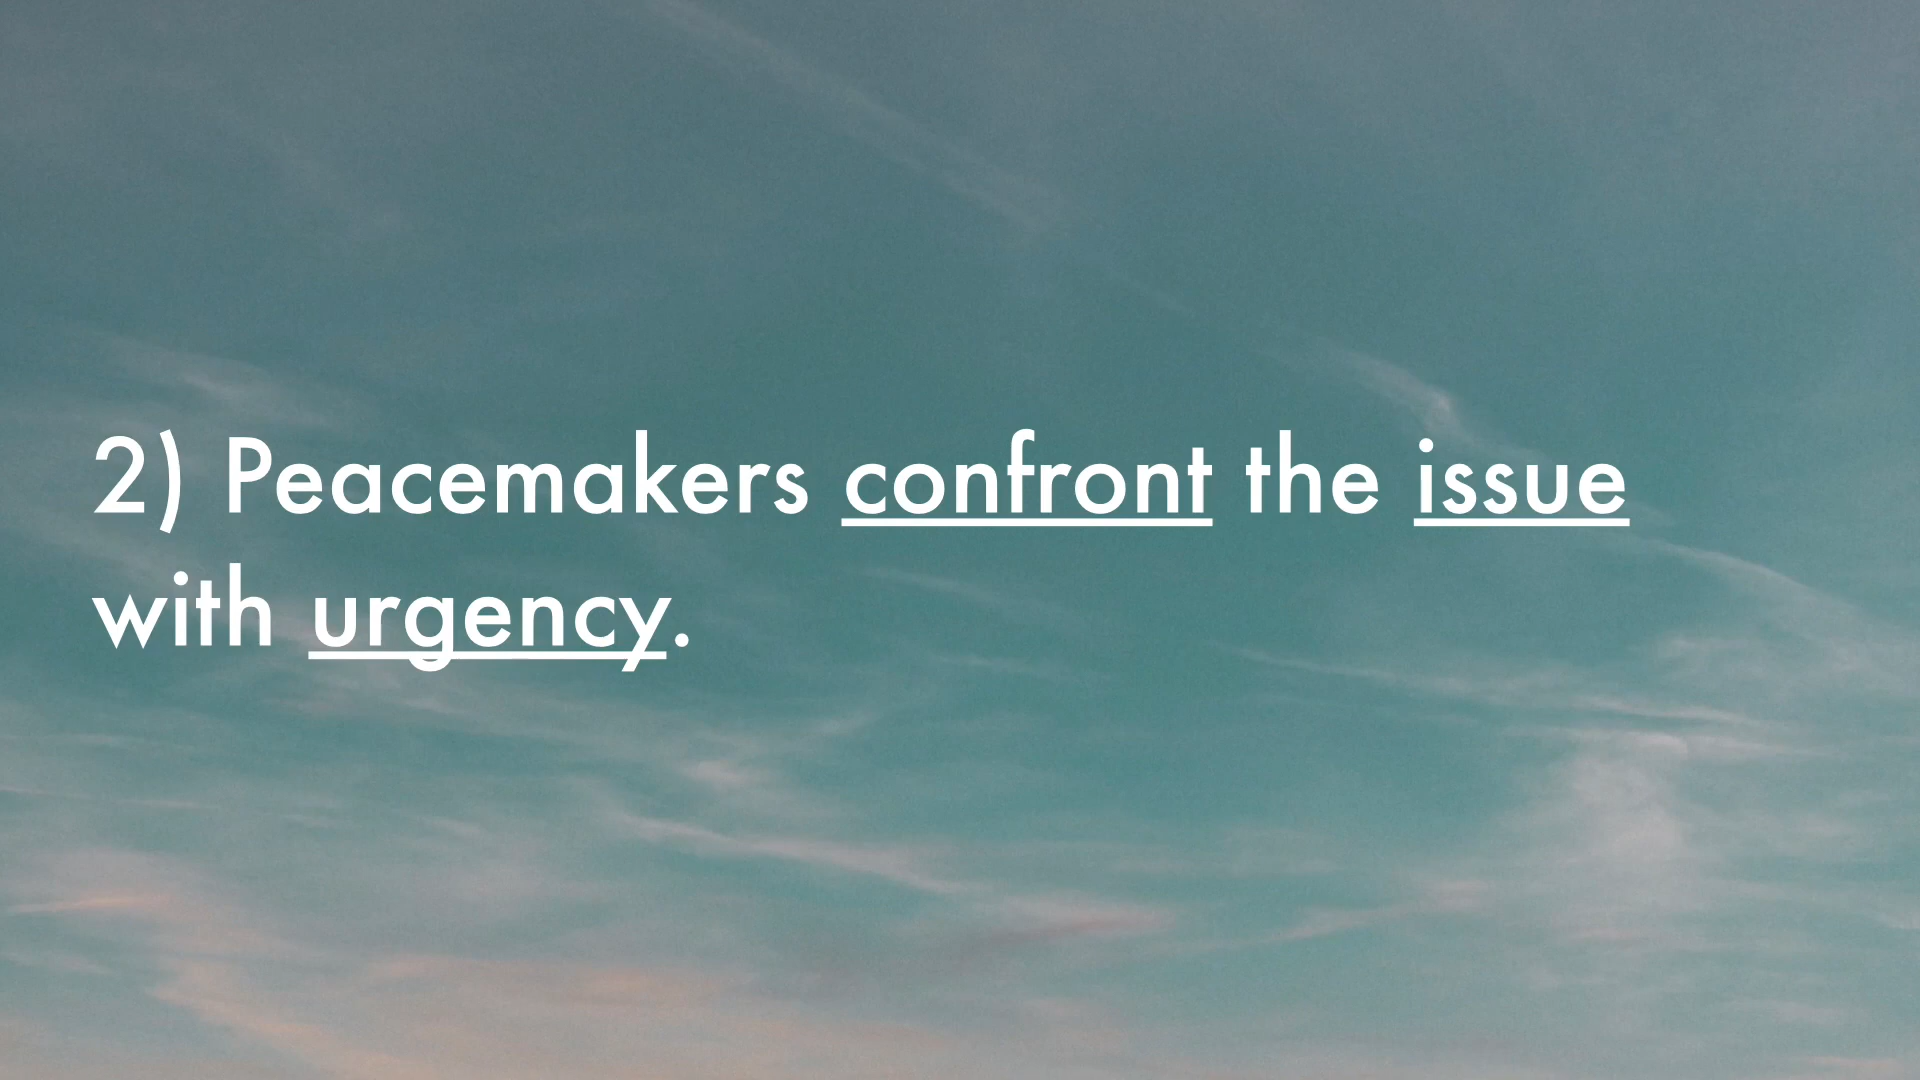 2) Peacemakers confront the issue
with urgency.